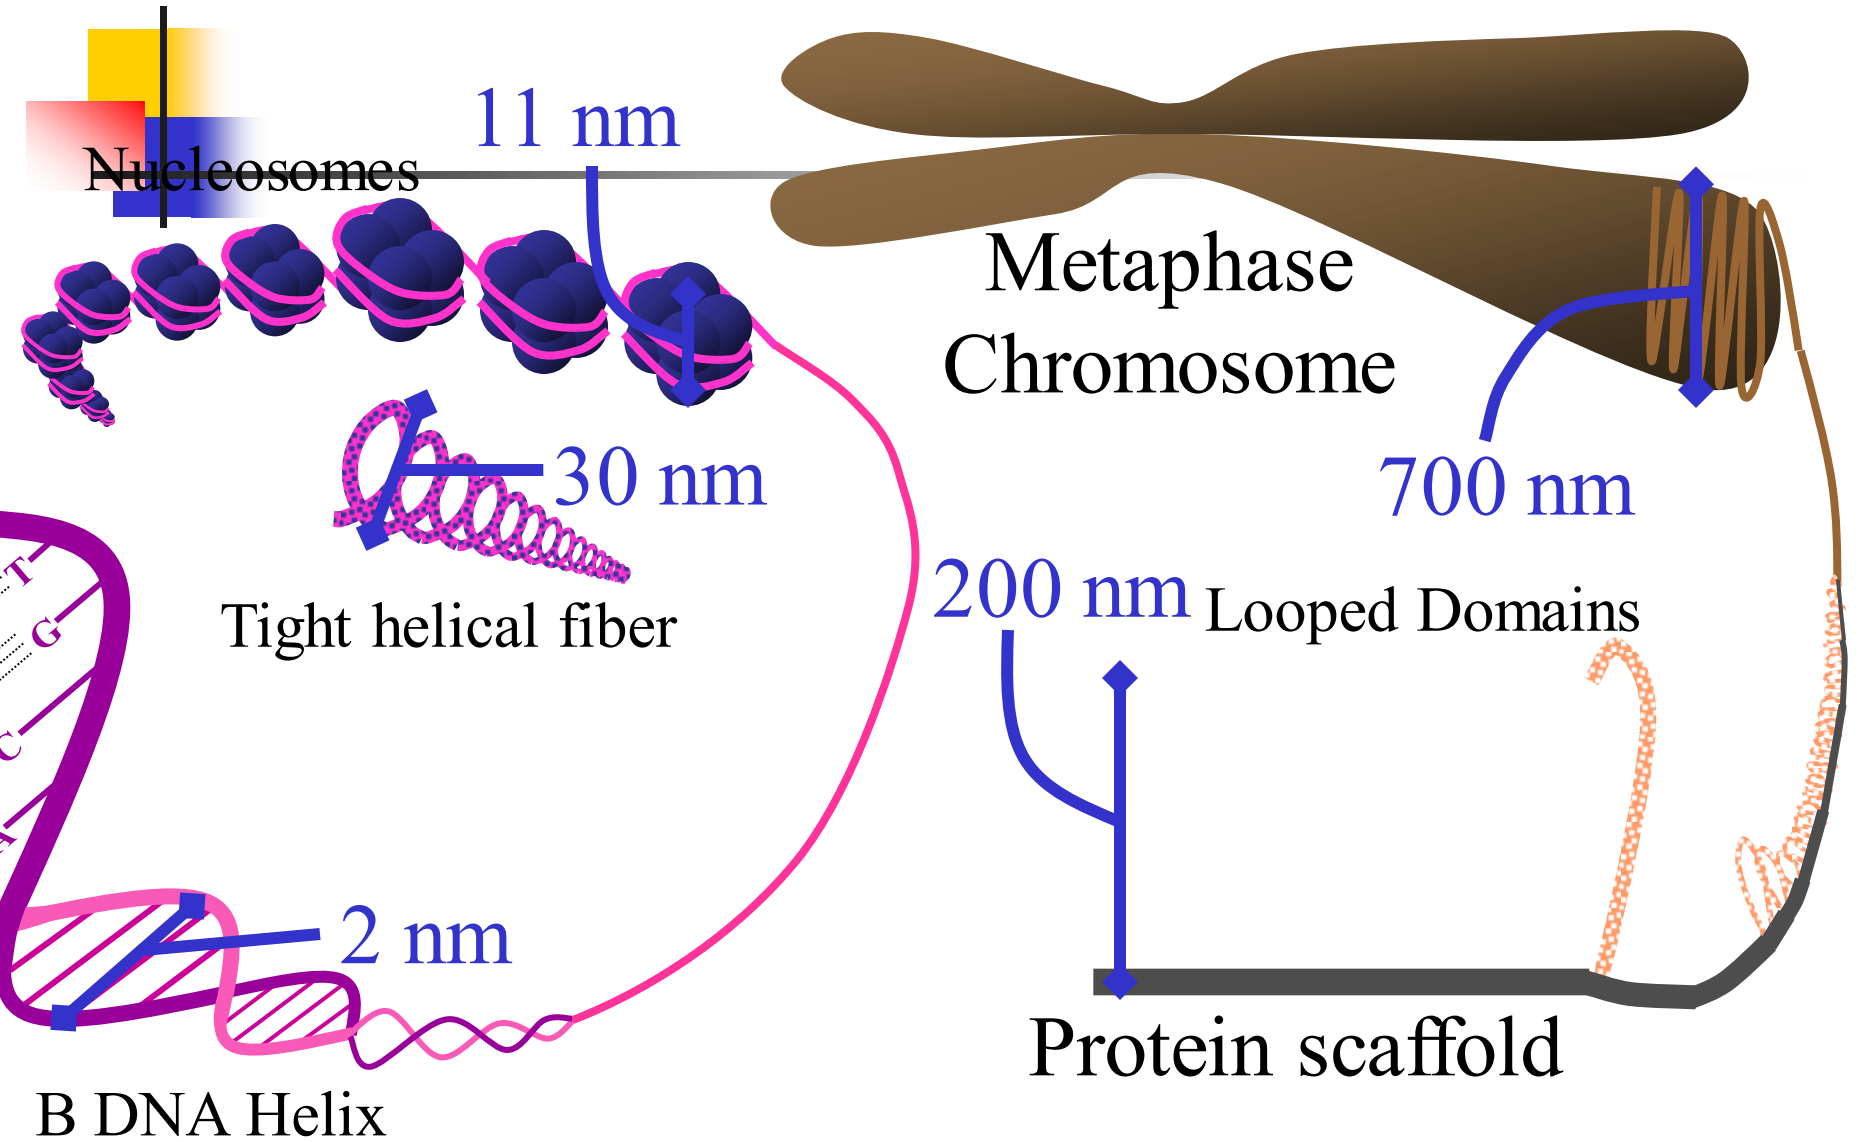 11 nm
Nucleosomes
Metaphase
Chromosome
30 nm
700 nm
T
G
200 nm
Looped Domains
Tight helical fiber
C
A
2 nm
Protein scaffold
B DNA Helix